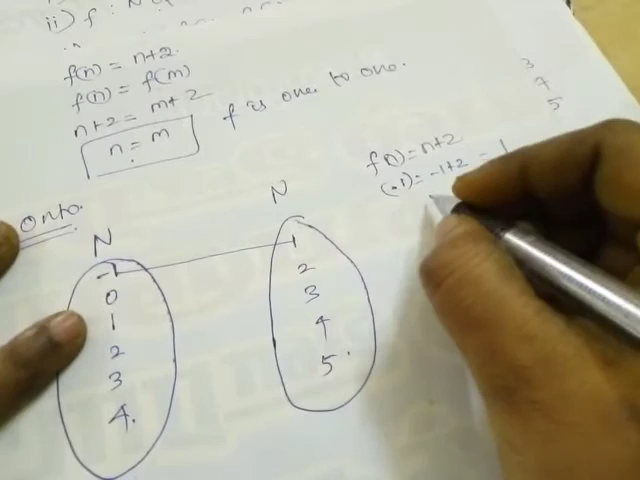 ii) f : N
f(n) = n+2.
f(n) = f(m)
n+2 = m+2
n = m
f is one to one.
3
4
5
f(n) = n+2.
(-1) = -1+2 = 1
onto.
N
-1
0
1
2
3
4.
N
1
2
3
4
5.